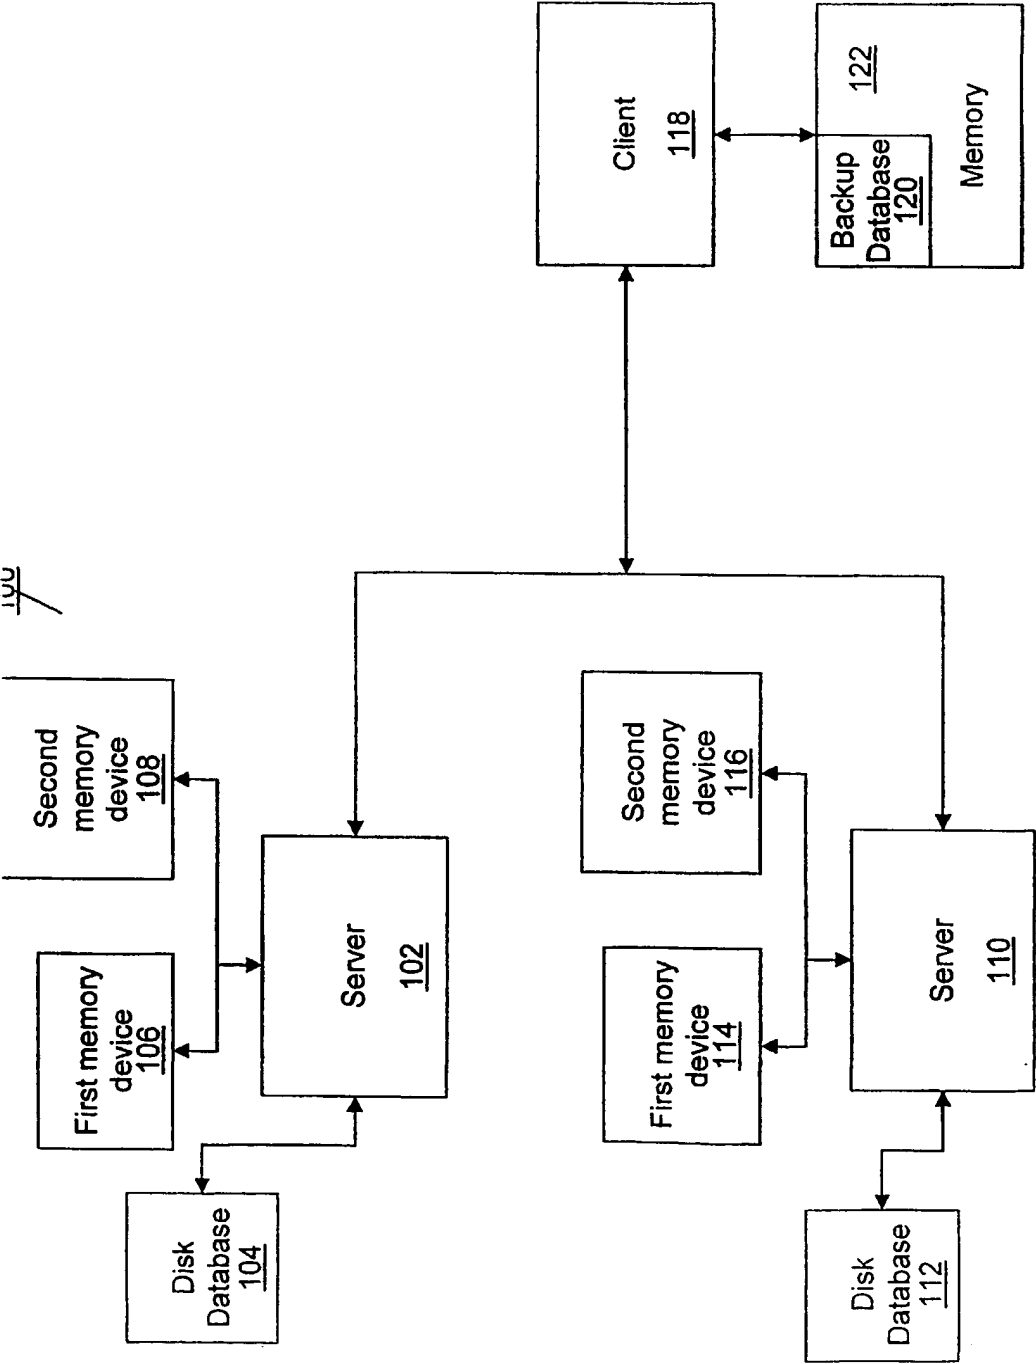 First memory
device
106
Second
memory
device
108
Disk
Database
104
Server
102
Client
118
First memory
device
114
Second
memory
device
116
Backup
Database
120
122
Memory
Disk
Database
112
Server
110